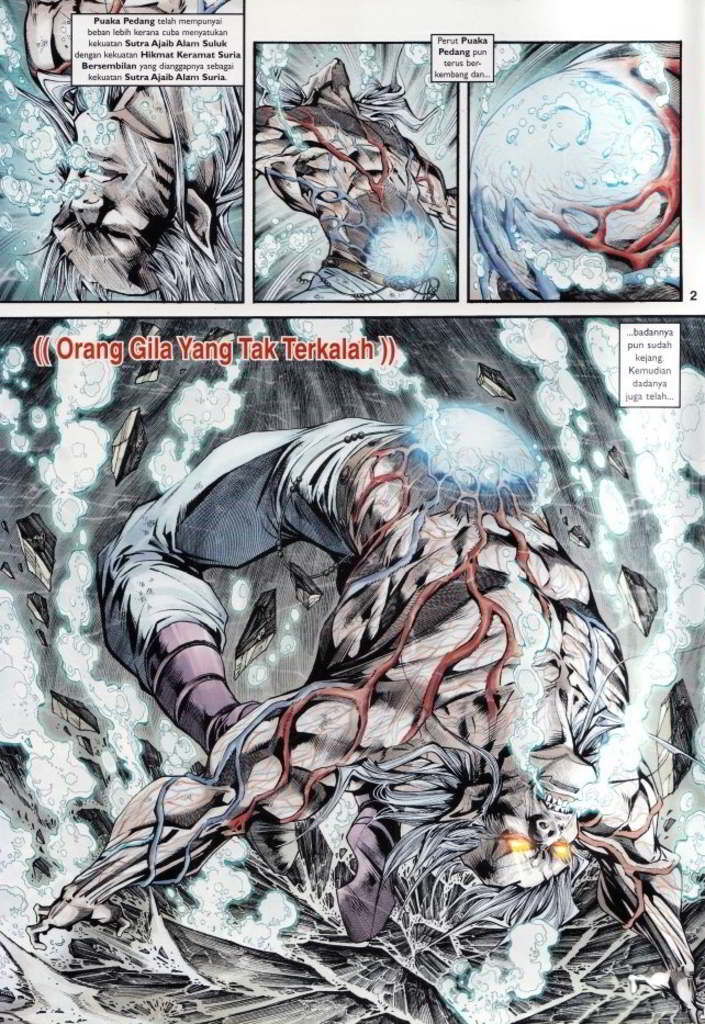 Puaka Pedang telah mempunyai
beban lebih kerana cuba menyatukan
kekuatan Sutra Ajaib Alam Suluk
dengan kekuatan Hikmat Keramat Suria
Bersembilan yang dianggapnya sebagai
kekuatan Sutra Ajaib Alam Suria.
Perut Puaka
Pedang pun
terus ber-
kembang dan...
2
(( Orang Gila Yang Tak Terkalah ))
...badannya
pun sudah
kejang.
Kemudian
dadanya
juga telah...